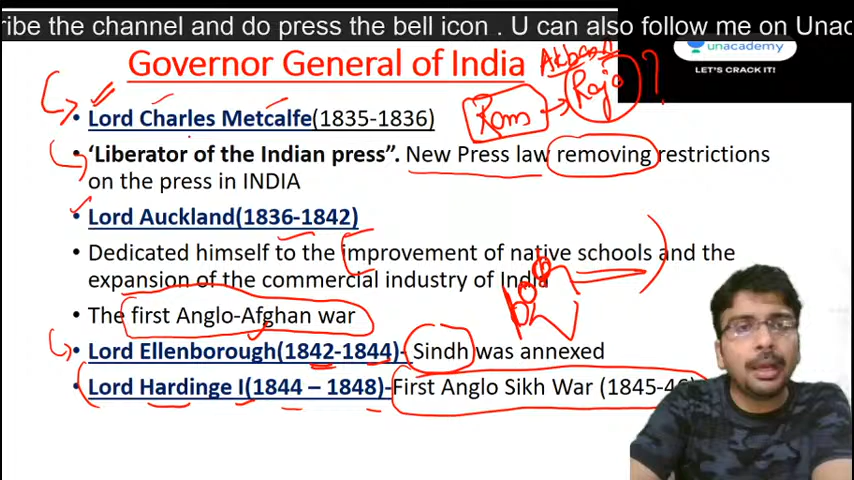 ribe the channel and do press the bell icon . U can also follow me on Unac
Governor General of India
unacademy
LET'S CRACK IT!
Ram
Raja
?
• Lord Charles Metcalfe(1835-1836)
• 'Liberator of the Indian press”. New Press law removing restrictions
on the press in INDIA
• Lord Auckland(1836-1842)
• Dedicated himself to the improvement of native schools and the
expansion of the commercial industry of India
• The first Anglo-Afghan war
• Lord Ellenborough(1842-1844)- Sindh was annexed
• Lord Hardinge I(1844 – 1848)-First Anglo Sikh War (1845-46)